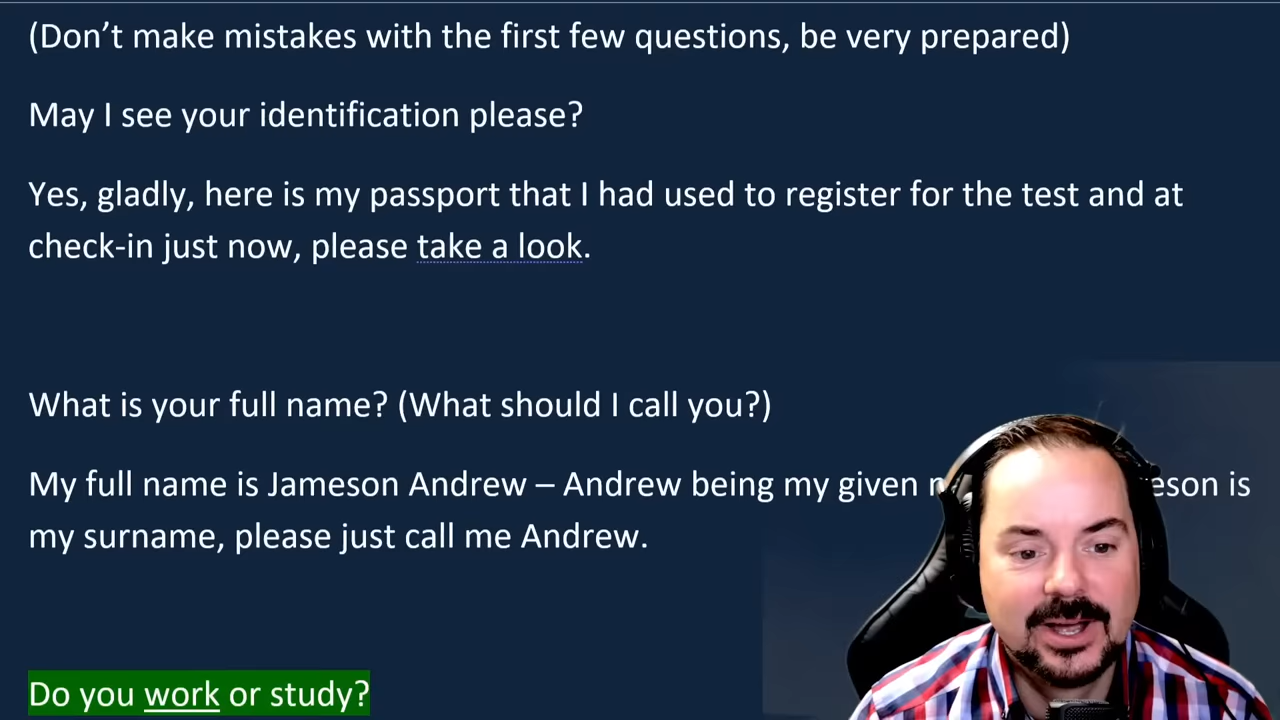 (Don’t make mistakes with the first few questions, be very prepared)
May I see your identification please?
Yes, gladly, here is my passport that I had used to register for the test and at
check-in just now, please take a look.
What is your full name? (What should I call you?)
My full name is Jameson Andrew – Andrew being my given is
my surname, please just call me Andrew.
Do you work or study?